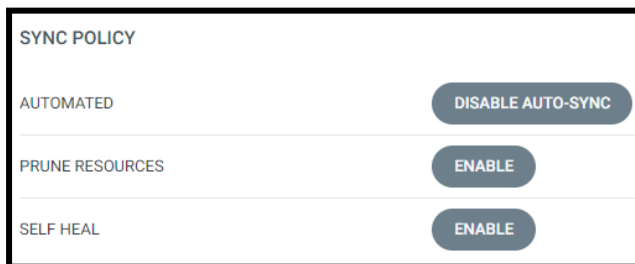 SYNC POLICY
AUTOMATED DISABLE AUTO-SYNC
PRUNE RESOURCES ENABLE
SELF HEAL ENABLE